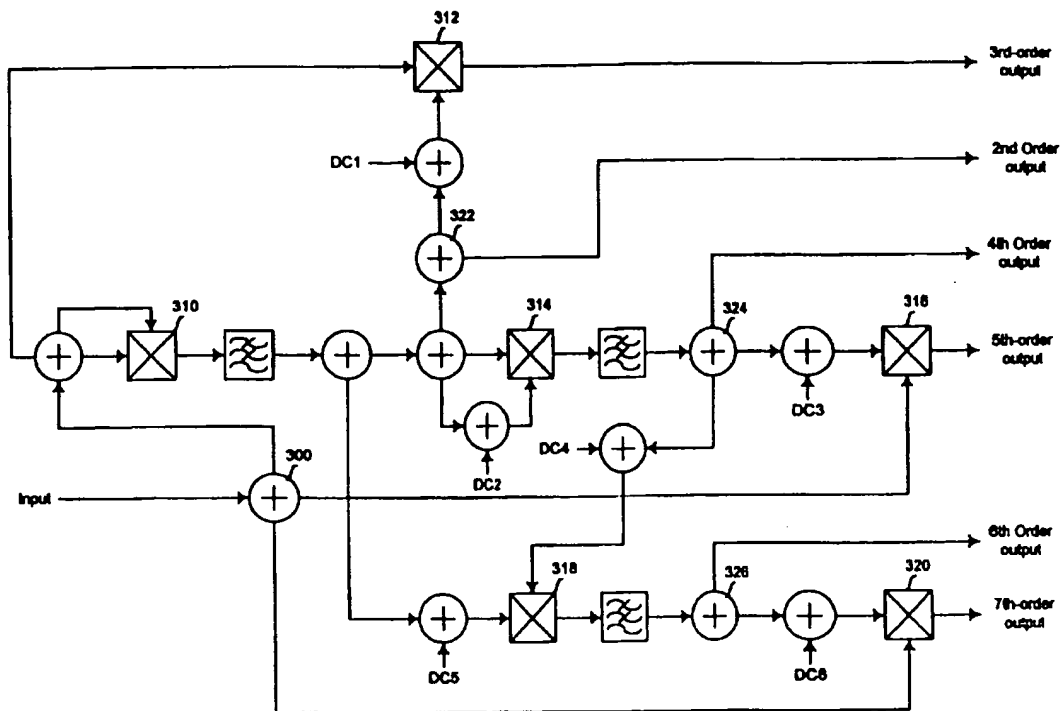 312
3rd-order
output
DC1
2nd Order
output
322
4th Order
output
310
314
324
316
5th-order
output
DC3
DC4
300
DC2
Input
6th Order
output
318
326
320
7th-order
output
DC5
DC6